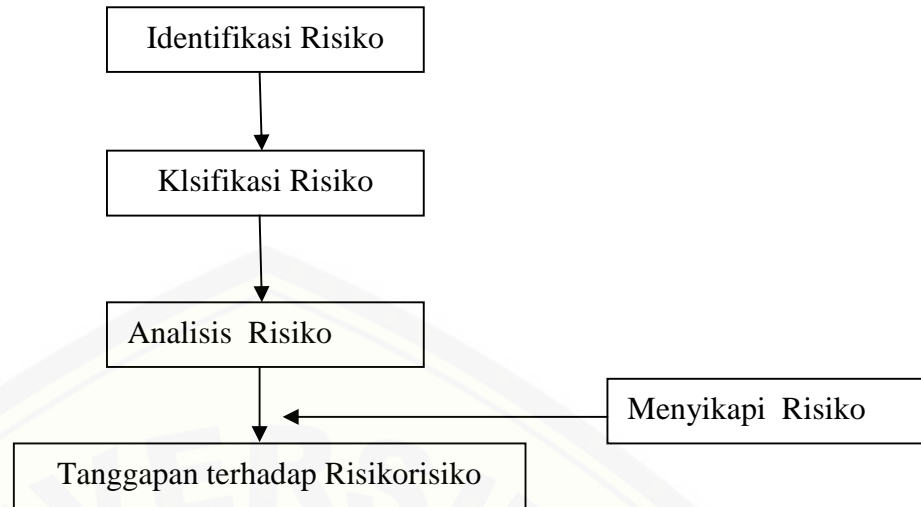 Identifikasi Risiko
Klsifikasi Risiko
Analisis Risiko
Menyikapi Risiko
Tanggapan terhadap Risikorisiko